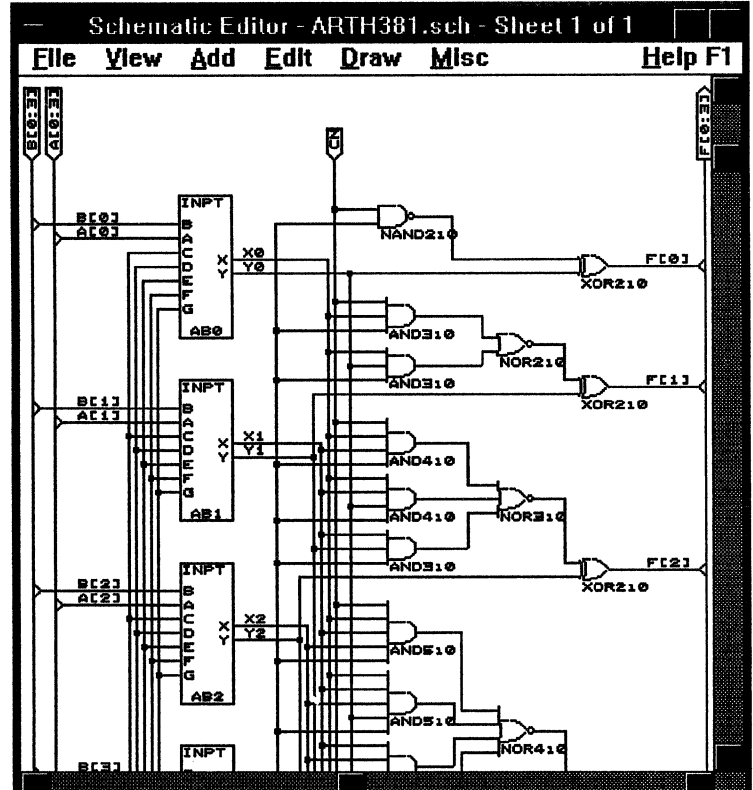 Schematic Editor - ARTH381.sch - Sheet 1 of 1
File View Add Edit Draw Misc Help F1
B[0:3]
A[0:3]
CN
F[0:3]
INPT
B[0]
A[0]
B
A
C
D
E
F
G
X
Y
X0
Y0
AB0
NAND210
XOR210
F[0]
AND310
NOR210
AND310
XOR210
F[1]
INPT
B[1]
A[1]
B
A
C
D
E
F
G
X
Y
X1
Y1
AB1
AND410
AND410
NOR310
AND310
XOR210
F[2]
INPT
B[2]
A[2]
B
A
C
D
E
F
G
X
Y
X2
Y2
AB2
AND510
AND510
NOR410
INPT
B[3]